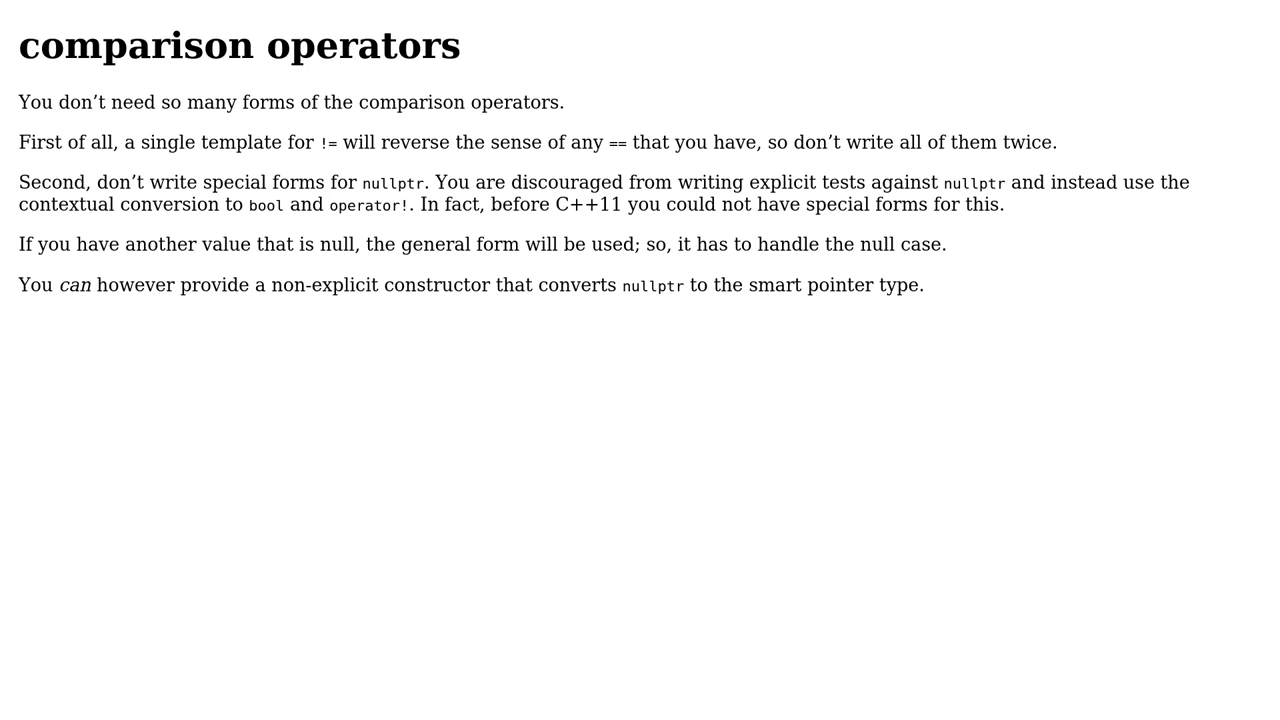 comparison operators
You don’t need so many forms of the comparison operators.
First of all, a single template for != will reverse the sense of any == that you have, so don’t write all of them twice.
Second, don’t write special forms for nullptr. You are discouraged from writing explicit tests against nullptr and instead use the
contextual conversion to bool and operator!. In fact, before C++11 you could not have special forms for this.
If you have another value that is null, the general form will be used; so, it has to handle the null case.
You can however provide a non-explicit constructor that converts nullptr to the smart pointer type.